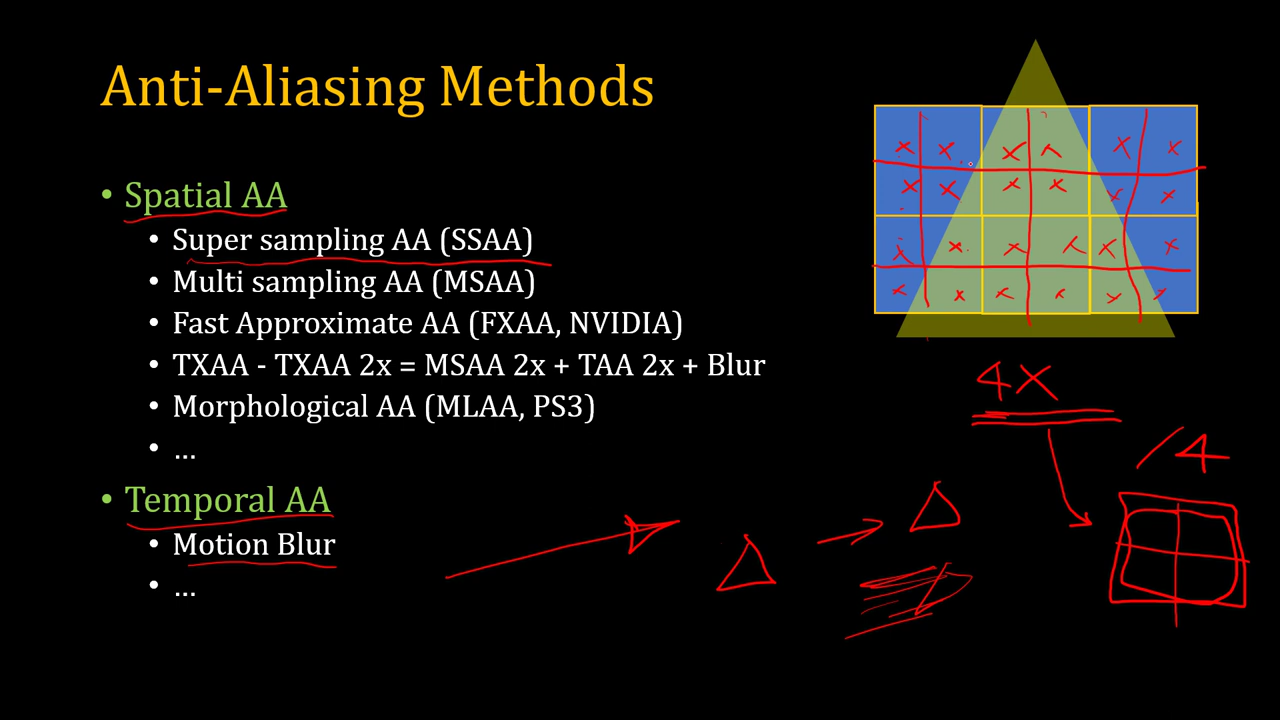 Anti-Aliasing Methods
• Spatial AA
• Super sampling AA (SSAA)
• Multi sampling AA (MSAA)
• Fast Approximate AA (FXAA, NVIDIA)
• TXAA - TXAA 2x = MSAA 2x + TAA 2x + Blur
• Morphological AA (MLAA, PS3)
• ...
• Temporal AA
• Motion Blur
• ...
4X
/4